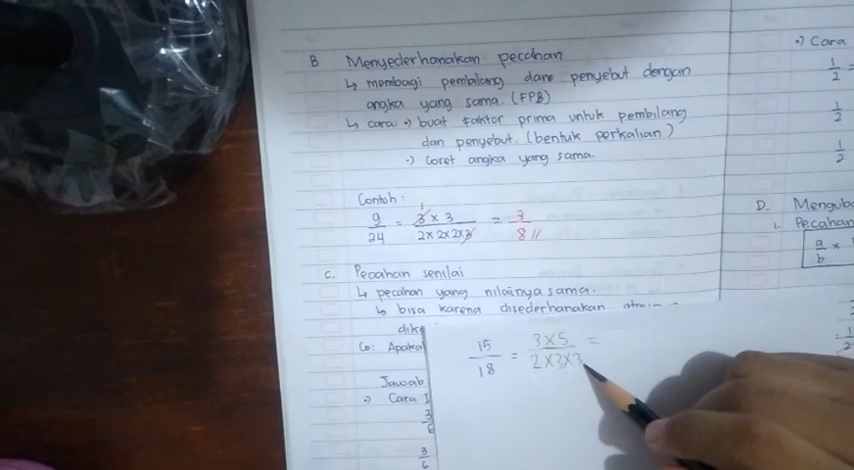 B Menyederhanakan pecahan
↳ membagi pembilang dan penyebut dengan
angka yang sama. (FPB)
↳ cara: •) buat faktor prima untuk pembilang
dan penyebut. (bentuk perkalian)
•) Coret angka yang sama.
Contoh:
9/24 = 3 × 3 / 2 × 2 × 2 × 3 = 3/8 //
1
C. Pecahan senilai
↳ pecahan yang nilainya sama.
↳ bisa karena disederhanakan
Co: Apaka
Jawab
•) Cara I
3/6
3/6
15/18 = 3 × 5 / 2 × 3 × 3 =
•) Cara
1/2 =
1/2
1/2
D. Menguba
1. Pecahan
a/b ×